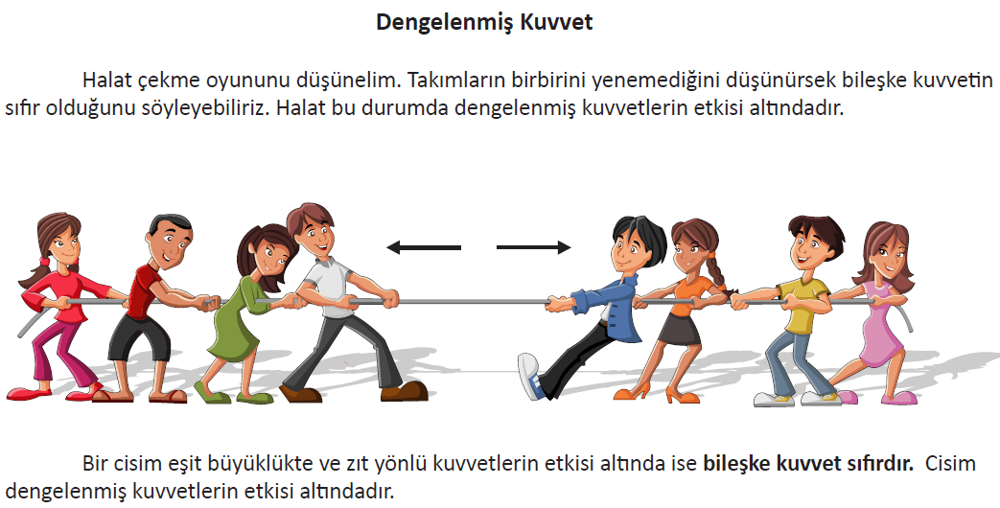 Dengelenmiş Kuvvet
Halat çekme oyununu düşünelim. Takımların birbirini yenemediğini düşünürsek bileşke kuvvetin
sıfır olduğunu söyleyebiliriz. Halat bu durumda dengelenmiş kuvvetlerin etkisi altındadır.
Bir cisim eşit büyüklükte ve zıt yönlü kuvvetlerin etkisi altında ise bileşke kuvvet sıfırdır. Cisim
dengelenmiş kuvvetlerin etkisi altındadır.